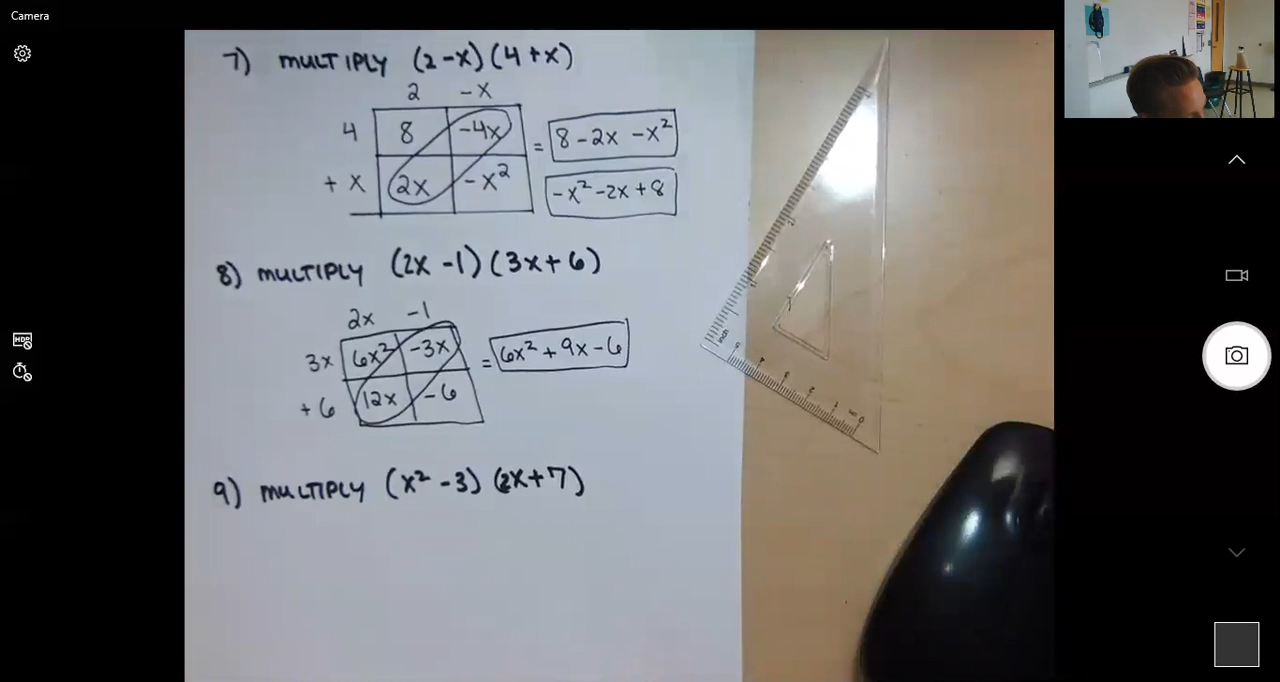 Camera
7) MULTIPLY (2-x)(4+x)
2 -x
4 8 -4x = 8-2x-x²
+x 2x -x² -x²-2x+8
8) MULTIPLY (2x-1)(3x+6)
2x -1
3x 6x² -3x = 6x²+9x-6
+6 12x -6
9) MULTIPLY (x²-3)(2x+7)